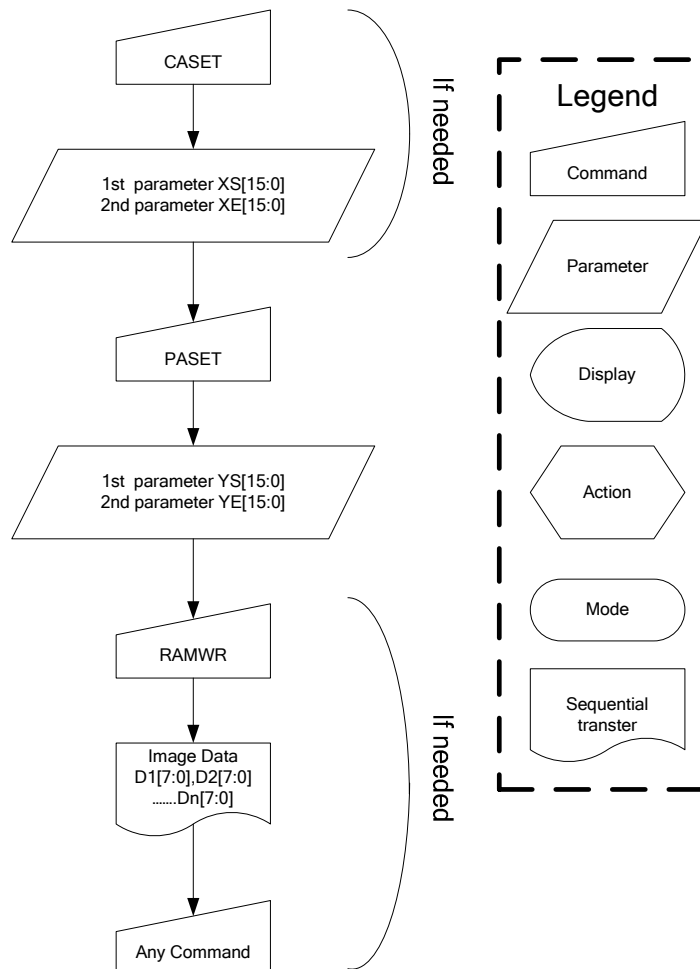 CASET
1st parameter XS[15:0]
2nd parameter XE[15:0]
If needed
PASET
1st parameter YS[15:0]
2nd parameter YE[15:0]
RAMWR
Image Data
D1[7:0],D2[7:0]
.......Dn[7:0]
Any Command
If needed
Legend
Command
Parameter
Display
Action
Mode
Sequential
transter